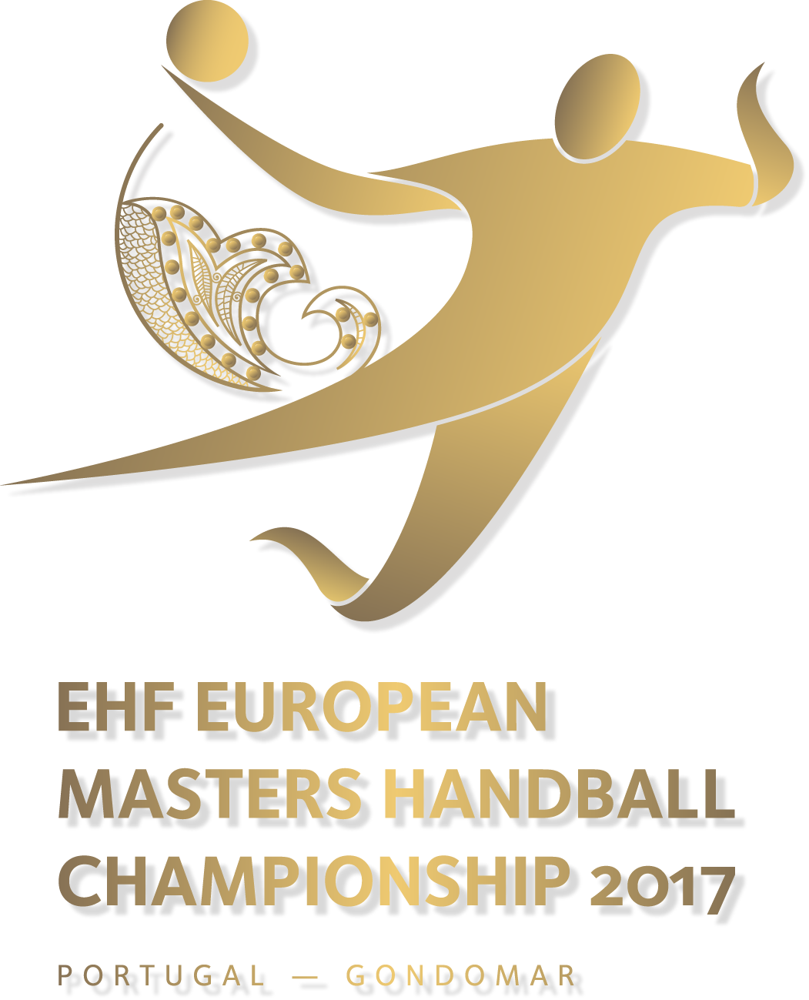 EHF EUROPEAN
MASTERS HANDBALL
CHAMPIONSHIP 2017
PORTUGAL — GONDOMAR